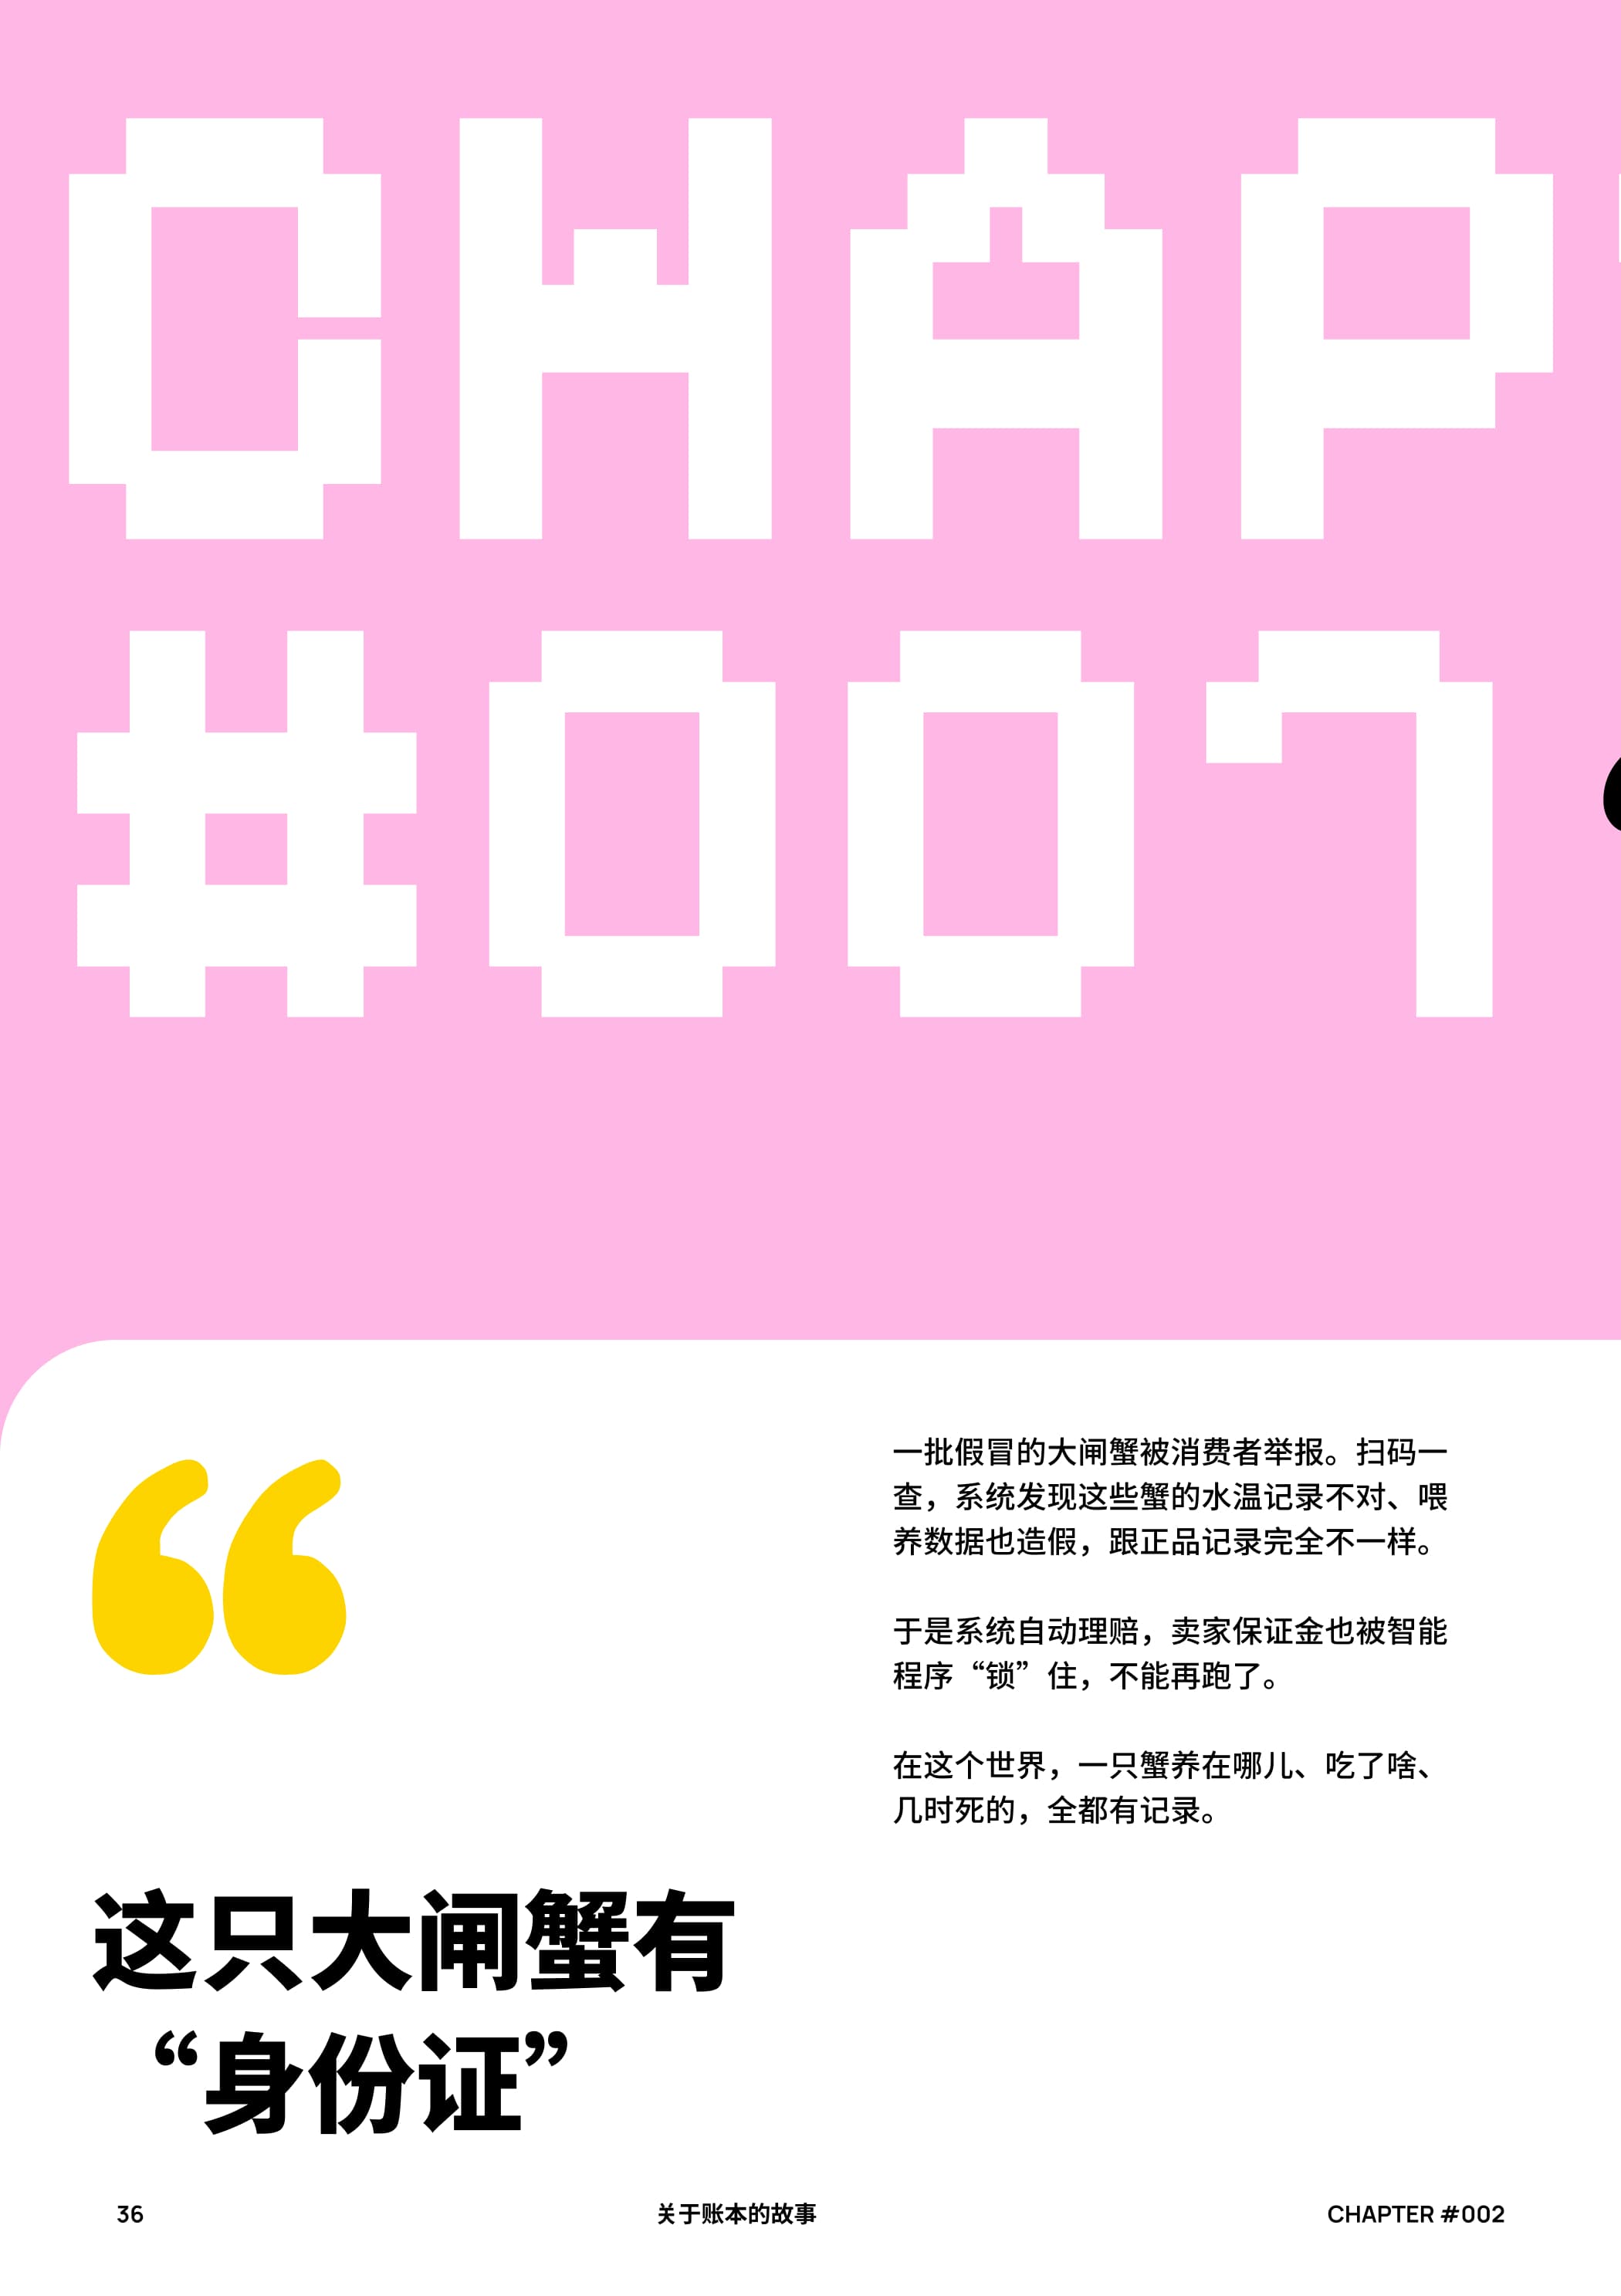 CHAP
#007
一批假冒的大闸蟹被消费者举报。扫码一
查，系统发现这些蟹的水温记录不对、喂
养数据也造假，跟正品记录完全不一样。
于是系统自动理赔，卖家保证金也被智能
程序“锁”住，不能再跑了。
在这个世界，一只蟹养在哪儿、吃了啥、
几时死的，全都有记录。
这只大闸蟹有
“身份证”
36
关于账本的故事
CHAPTER #002